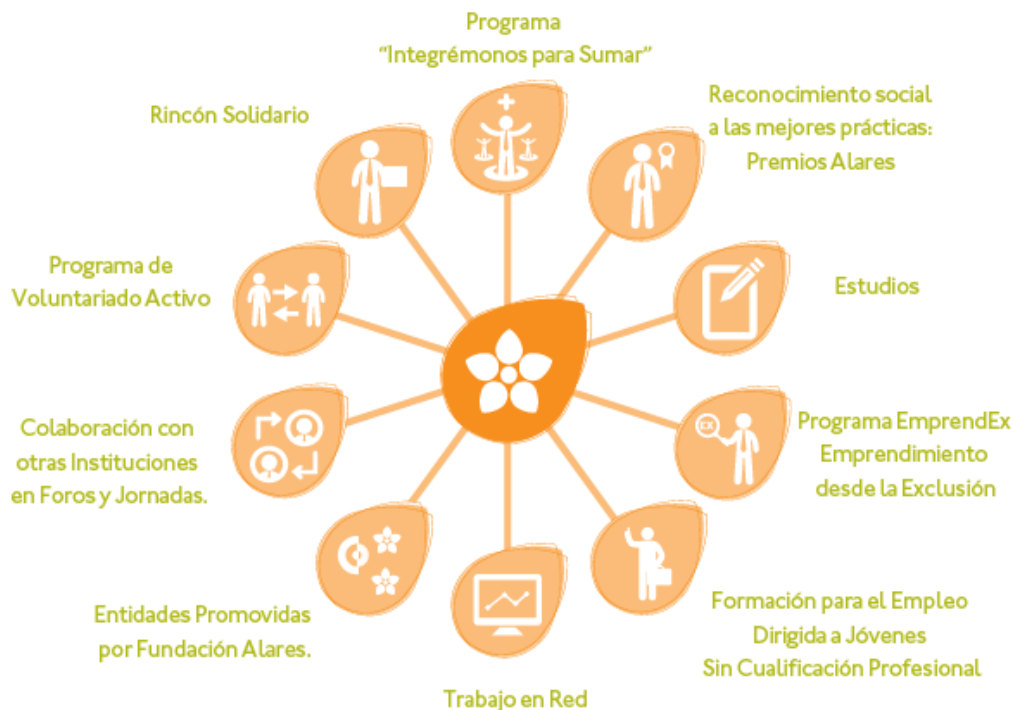 Programa
"Integrémonos para Sumar"
Reconocimiento social
a las mejores prácticas:
Premios Alares
Estudios
Programa EmprendEx
Emprendimiento
desde la Exclusión
Formación para el Empleo
Dirigida a Jóvenes
Sin Cualificación Profesional
Trabajo en Red
Entidades Promovidas
por Fundación Alares.
Colaboración con
otras Instituciones
en Foros y Jornadas.
Programa de
Voluntariado Activo
Rincón Solidario
EX